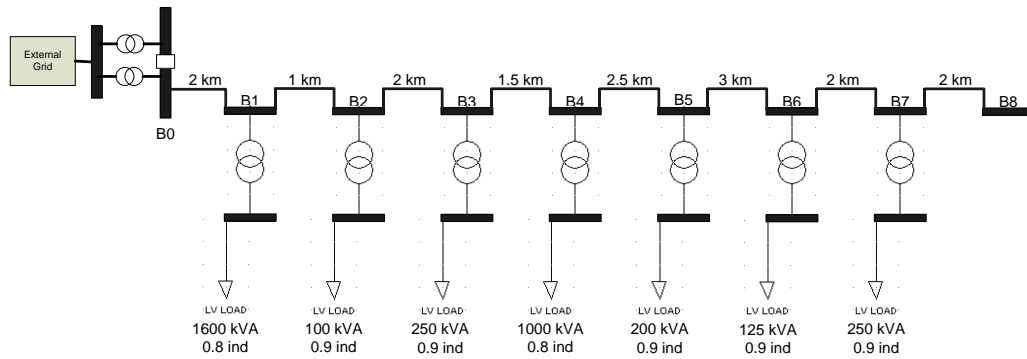 External
Grid
B0
2 km
1 km
2 km
1.5 km
2.5 km
3 km
2 km
2 km
B1
B2
B3
B4
B5
B6
B7
B8
LV LOAD
1600 kVA
0.8 ind
LV LOAD
100 kVA
0.9 ind
LV LOAD
250 kVA
0.9 ind
LV LOAD
1000 kVA
0.8 ind
LV LOAD
200 kVA
0.9 ind
LV LOAD
125 kVA
0.9 ind
LV LOAD
250 kVA
0.9 ind